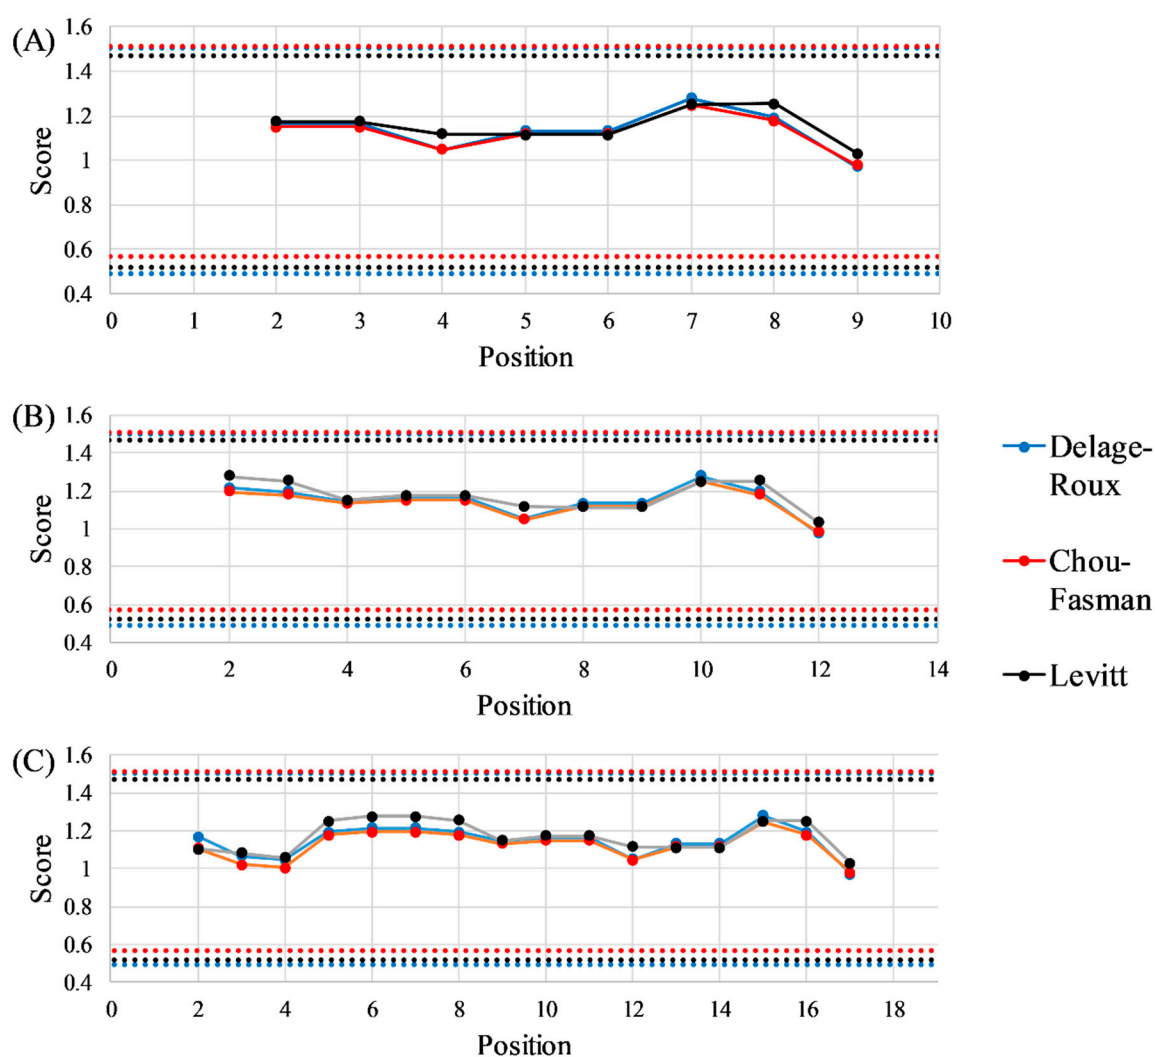 (A)
1.6
1.4
1.2
1
0.8
0.6
0.4
Score
0 1 2 3 4 5 6 7 8 9 10
Position
(B)
1.6
1.4
1.2
1
0.8
0.6
0.4
Score
0 2 4 6 8 10 12 14
Position
(C)
1.6
1.4
1.2
1
0.8
0.6
0.4
Score
0 2 4 6 8 10 12 14 16 18
Position
Delage-
Roux
Chou-
Fasman
Levitt